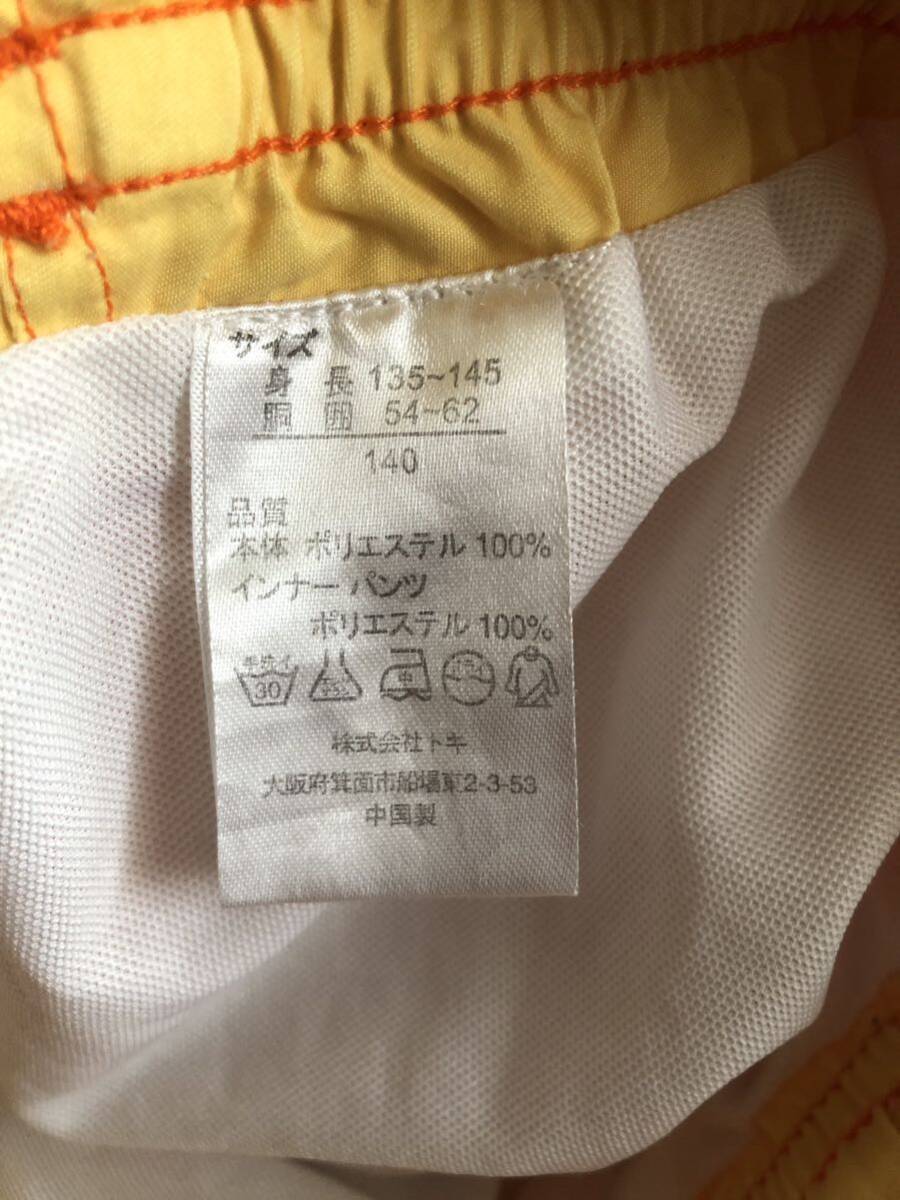 サイズ
身 長 135~145
胴 囲 54~62
140
品質
本体 ポリエステル 100%
インナー パンツ
ポリエステル 100%
手洗イ
30
株式会社トキ
大阪府箕面市船場東2-3-53
中国製